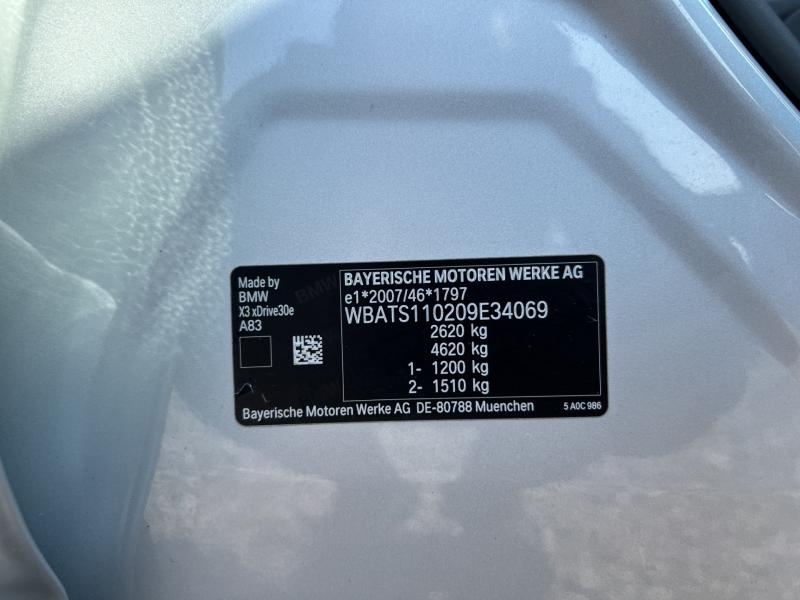 Made by
BMW
X3 xDrive30e
A83
BAYERISCHE MOTOREN WERKE AG
e1*2007/46*1797
WBATS110209E34069
2620 kg
4620 kg
1- 1200 kg
2- 1510 kg
Bayerische Motoren Werke AG DE-80788 Muenchen
5 A0C 986